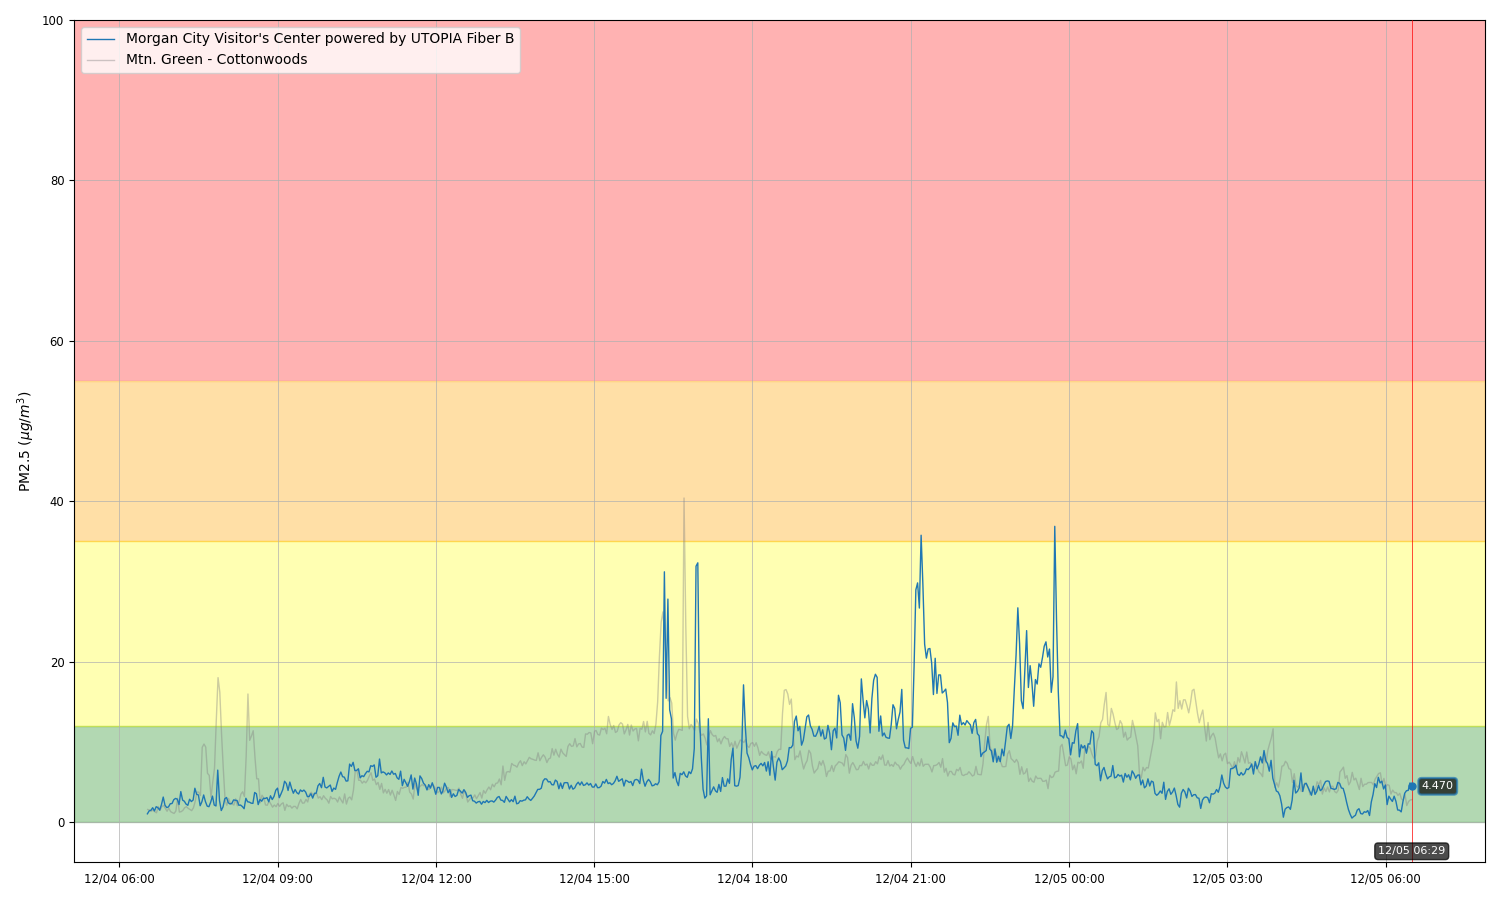 100
Morgan City Visitor's Center powered by UTOPIA Fiber B
Mtn. Green - Cottonwoods
80
60
40
20
0
PM2.5 (μg/m³)
4.470
12/05 06:29
12/04 06:00 12/04 09:00 12/04 12:00 12/04 15:00 12/04 18:00 12/04 21:00 12/05 00:00 12/05 03:00 12/05 06:00